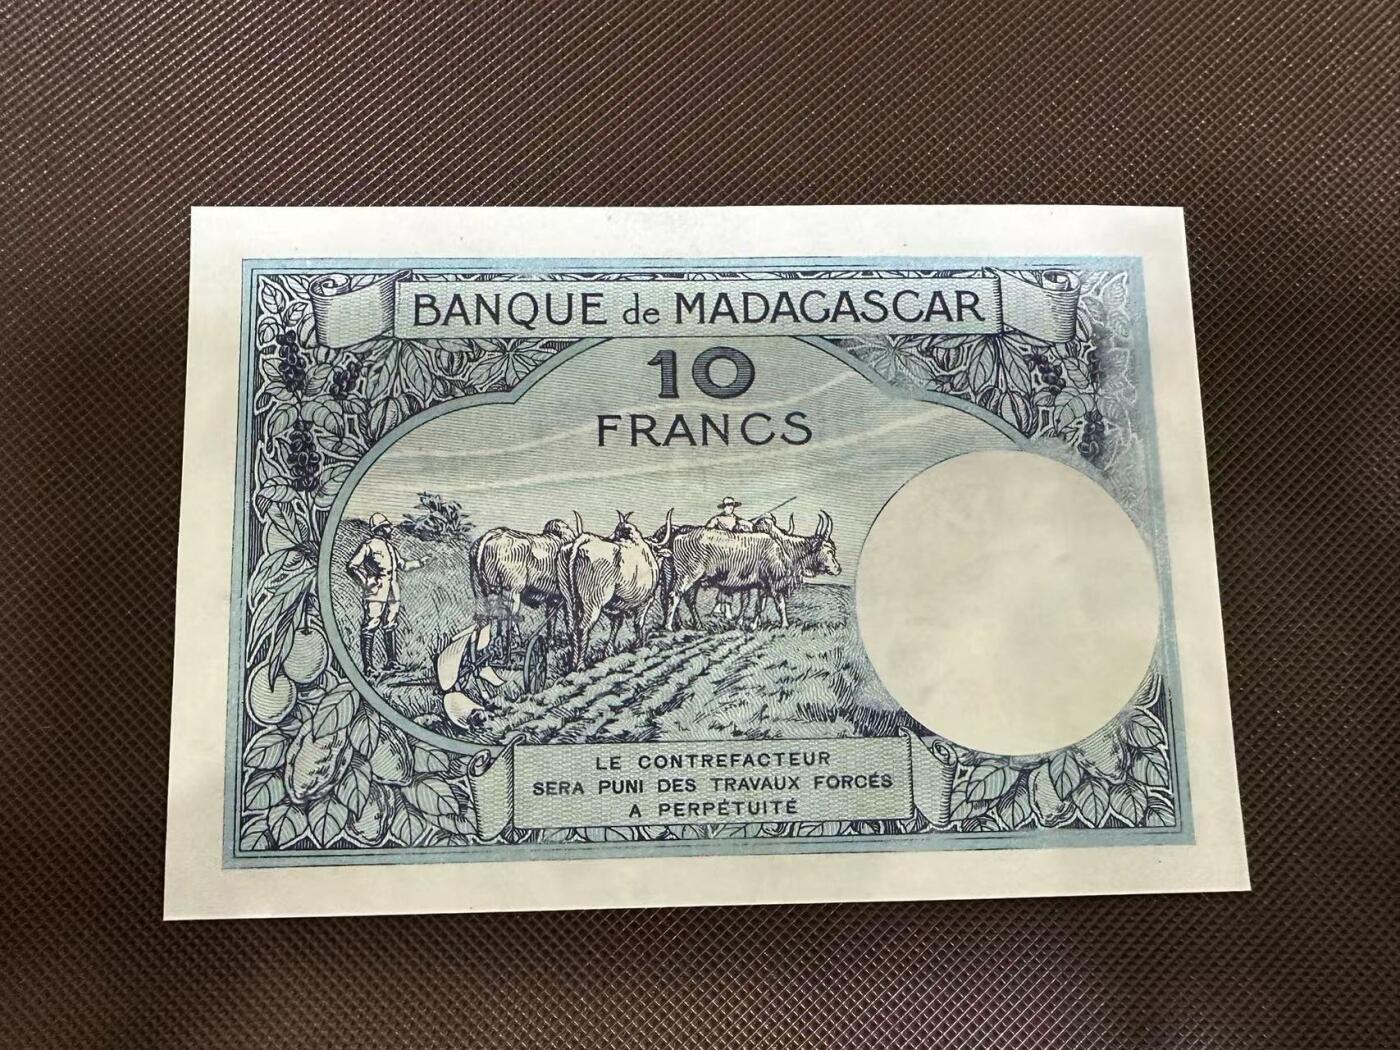 BANQUE de MADAGASCAR
10
FRANCS
LE CONTREFACTEUR
SERA PUNI DES TRAVAUX FORCÉS
A PERPÉTUITÉ